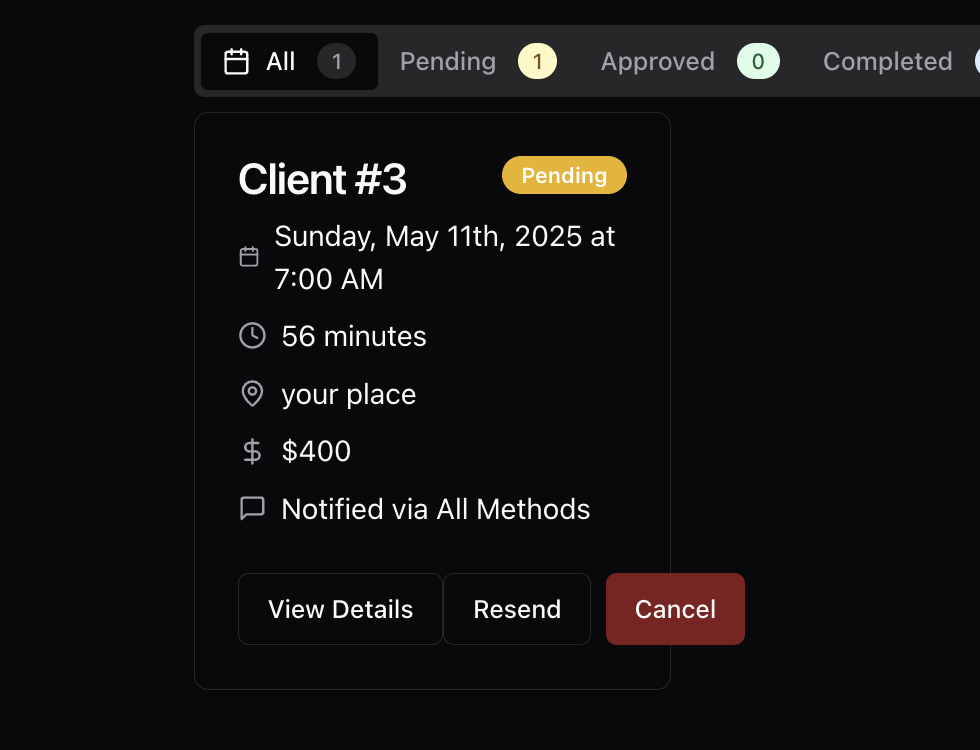 All 1 Pending 1 Approved 0 Completed
Client #3 Pending
Sunday, May 11th, 2025 at
7:00 AM
56 minutes
your place
$400
Notified via All Methods
View Details Resend Cancel